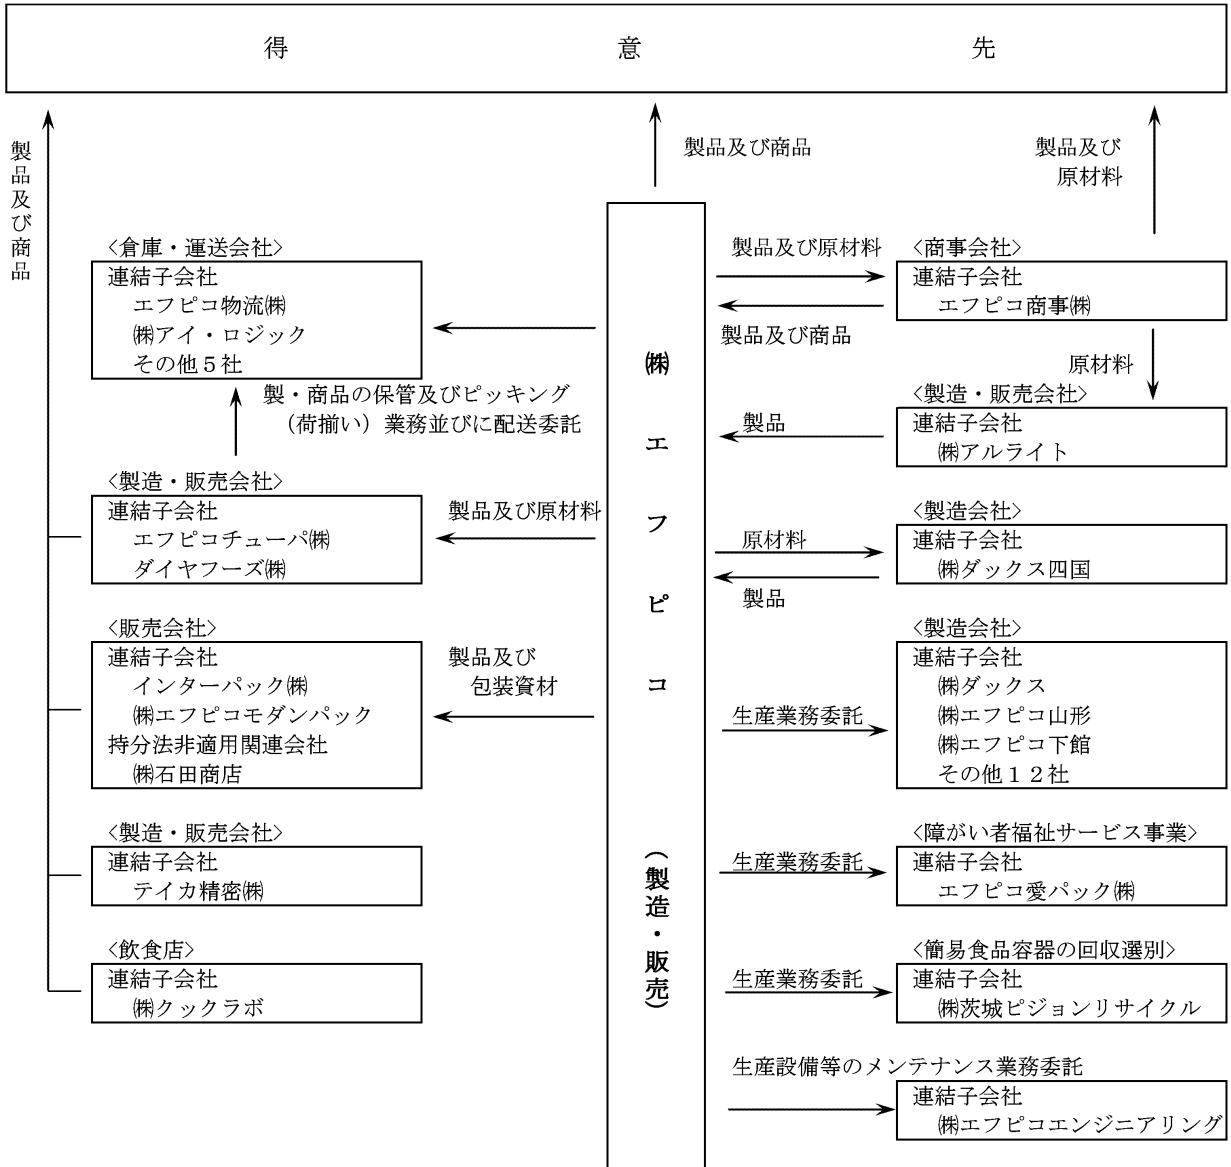 得意先
製品及び商品
製品及び商品
製品及び
原材料
<倉庫・運送会社>
連結子会社
エフピコ物流㈱
㈱アイ・ロジック
その他５社
製・商品の保管及びピッキング
（荷揃い）業務並びに配送委託
<製造・販売会社>
連結子会社
エフピコチューパ㈱
ダイヤフーズ㈱
製品及び原材料
<販売会社>
連結子会社
インターパック㈱
㈱エフピコモダンパック
持分法非適用関連会社
㈱石田商店
製品及び
包装資材
<製造・販売会社>
連結子会社
テイカ精密㈱
<飲食店>
連結子会社
㈱クックラボ
㈱エフピコ
（製造・販売）
製品及び原材料
製品及び商品
<商事会社>
連結子会社
エフピコ商事㈱
原材料
<製造・販売会社>
連結子会社
㈱アルライト
製品
<製造会社>
連結子会社
㈱ダックス四国
原材料
製品
<製造会社>
連結子会社
㈱ダックス
㈱エフピコ山形
㈱エフピコ下館
その他１２社
生産業務委託
<障がい者福祉サービス事業>
連結子会社
エフピコ愛パック㈱
生産業務委託
<簡易食品容器の回収選別>
連結子会社
㈱茨城ピジョンリサイクル
生産業務委託
生産設備等のメンテナンス業務委託
連結子会社
㈱エフピコエンジニアリング